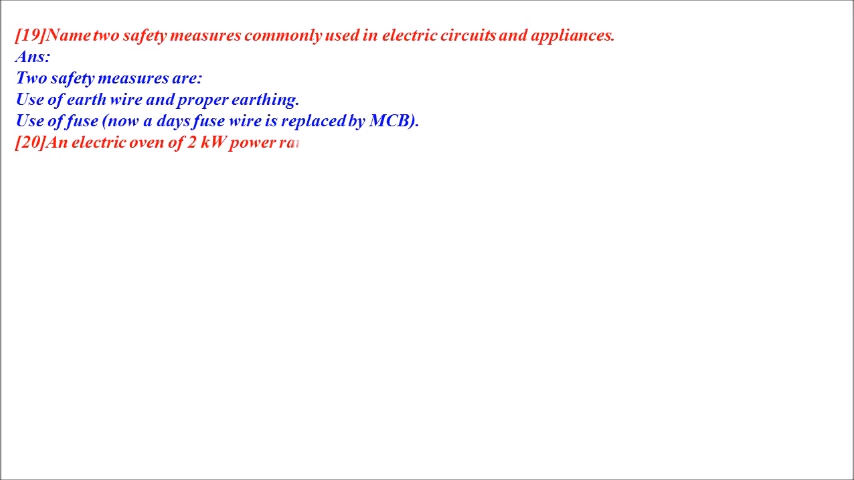 [19]Name two safety measures commonly used in electric circuits and appliances.
Ans:
Two safety measures are:
Use of earth wire and proper earthing.
Use of fuse (now a days fuse wire is replaced by MCB).
[20]An electric oven of 2 kW power